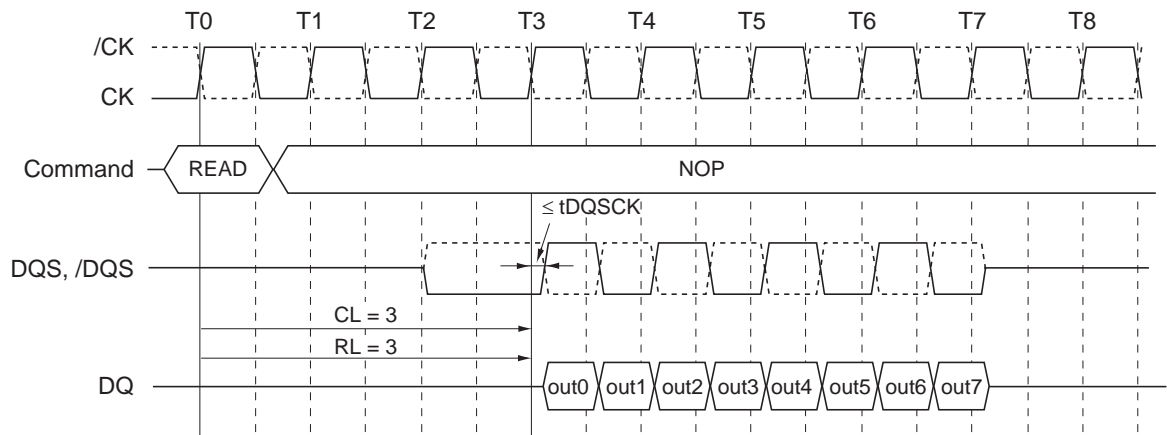 T0 T1 T2 T3 T4 T5 T6 T7 T8
/CK
CK
Command READ NOP
≤ tDQSCK
DQS, /DQS
CL = 3
RL = 3
DQ out0 out1 out2 out3 out4 out5 out6 out7